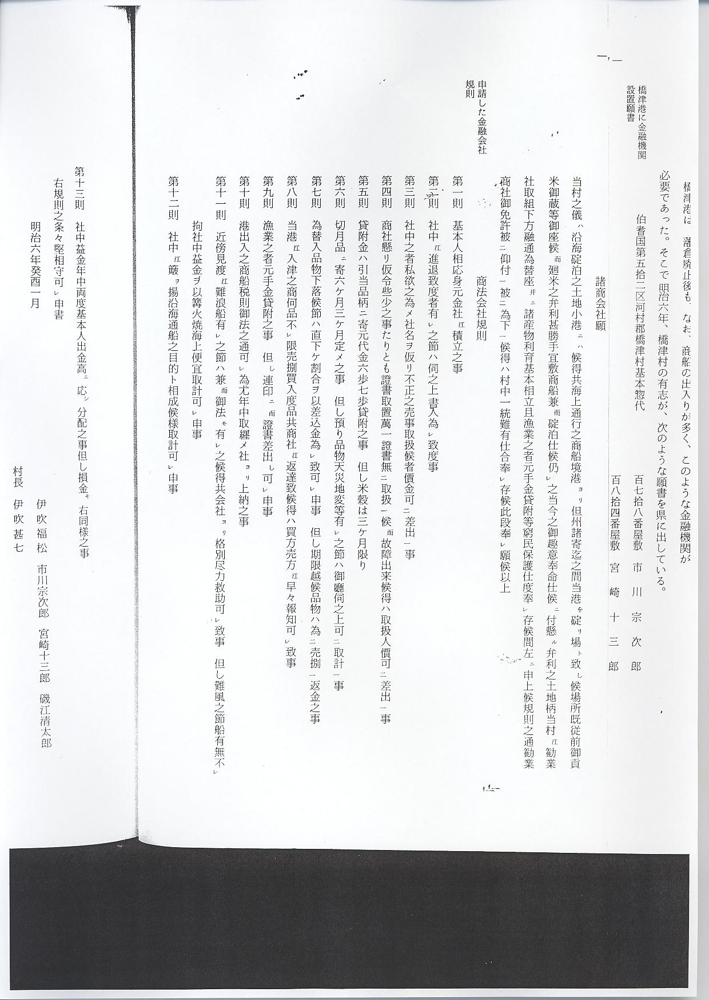 橋津港は、藩倉廃止後も、なお、商船の出入りが多く、このような金融機関が
必要であった。そこで明治六年、橋津村の有志が、次のような願書を県に出している。
橋津港に金融機関
設置願書
伯耆国第五拾二区河村郡橋津村基本惣代
百七拾八番屋敷 市川宗次郎
百八拾四番屋敷 宮崎十三郎
諸商会社願
当村之儀ハ沿海碇泊之土地小港ニハ候得共海上通行之商船境港ヨリ但州諸寄迄之間当港を碇リ場ト致し候場所既従前御貢
米御蔵等御座候而廻米之弁利甚勝手宜敷商船兼而碇泊仕候仍レ之当今之御趣意奉命仕候ニ付懸ル弁利之土地柄当村江勧業
社取組下方融通為替座并ニ諸産物利育基本相立且漁業之者元手金貸附等窮民保護仕度奉レ存候間左ニ申上候規則之通勧業
商社御免許被ニ仰付一被ニ為下一候得ハ村中一統難有仕合奉レ存候此段奉レ願候以上
申請した金融会社
規則
商法会社規則
第一則 基本人相応身元金社江積立之事
第二則 社中江進退致度者有レ之節ハ伺之上書入為レ致度事
第三則 社中之者私欲之為メ社名ヲ仮リ不正之売事取扱候者價金可ニ差出一事
第四則 商社懸リ仮令些少之事たりとも證書取置萬一證書無ニ取扱一候而故障出来候得ハ取扱人價可ニ差出一事
第五則 貸附金ハ引当品柄ニ寄元代金六歩七歩貸附之事 但し米穀は三ケ月限り
第六則 切月品ニ寄六ケ月三ケ月定メ之事 但し預り品物天災地変等有レ之節ハ御廳伺之上可ニ取計一事
第七則 為替入品物下落候節ハ直下ケ割合ヲ以差込金為レ致可レ申事 但し期限越候品物ハ為ニ売捌一返金之事
第八則 当港江入津之商何品不レ限売捌買入度品共商社江返達致候得ハ買方売方江早々報知可レ致事
第九則 漁業之者元手金貸附之事 但し連印ニ而證書差出し可レ申事
第十則 港出入之商船税則御法之通可レ為尤年中取纒メ社ヨリ上納之事
第十一則 近傍見渡江難浪船有レ之節ハ兼而御法モ有レ之候得共会社ヨリ格別尽力救助可レ致事 但し難風之節船有無不レ
拘社中益金ヲ以篝火焼海上便宜取計可レ申事
第十二則 社中江簱ヲ揚沿海通船之目的ト相成候様取計可レ申事
第十三則 社中益金年中両度基本人出金高ニ応シ分配之事但し損金モ右同様之事
右規則之条々堅相守可レ申書
明治六年癸酉一月
伊吹福松 市川宗次郎 宮崎十三郎 磯江清太郎
村長 伊吹甚七